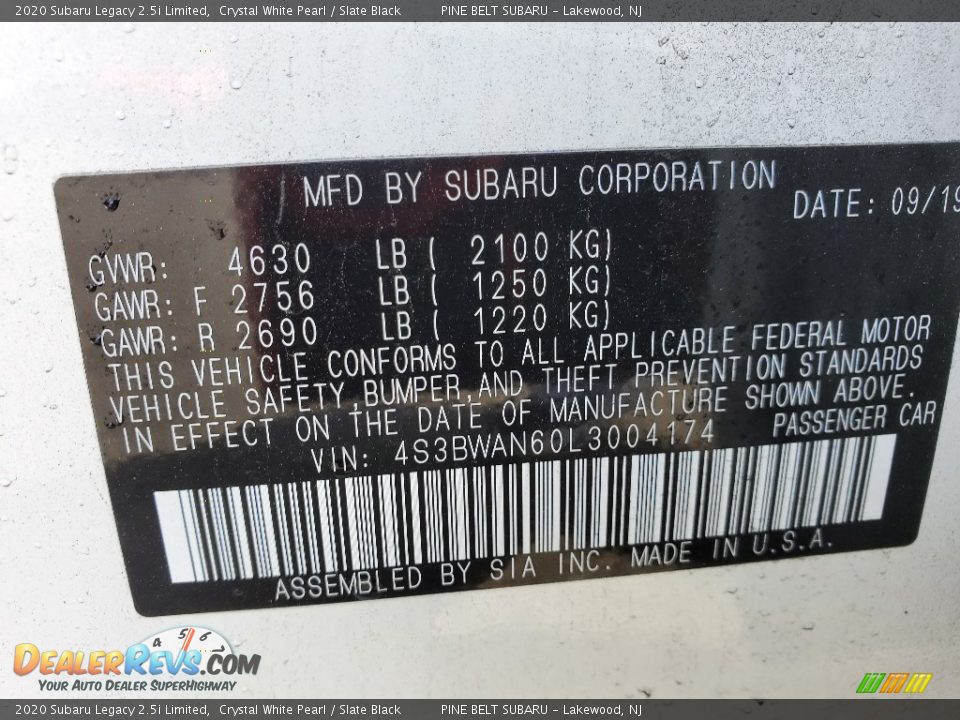 2020 Subaru Legacy 2.5i Limited, Crystal White Pearl / Slate Black PINE BELT SUBARU - Lakewood, NJ
MFD BY SUBARU CORPORATION
DATE: 09/19
GVWR: 4630 LB ( 2100 KG)
GAWR: F 2756 LB ( 1250 KG)
GAWR: R 2690 LB ( 1220 KG)
THIS VEHICLE CONFORMS TO ALL APPLICABLE FEDERAL MOTOR
VEHICLE SAFETY BUMPER,AND THEFT PREVENTION STANDARDS
IN EFFECT ON THE DATE OF MANUFACTURE SHOWN ABOVE.
VIN: 4S3BWAN60L3004174 PASSENGER CAR
ASSEMBLED BY SIA INC. MADE IN U.S.A.
4 5 6
DEALERREVS.COM
YOUR AUTO DEALER SUPERHIGHWAY
2020 Subaru Legacy 2.5i Limited, Crystal White Pearl / Slate Black PINE BELT SUBARU - Lakewood, NJ